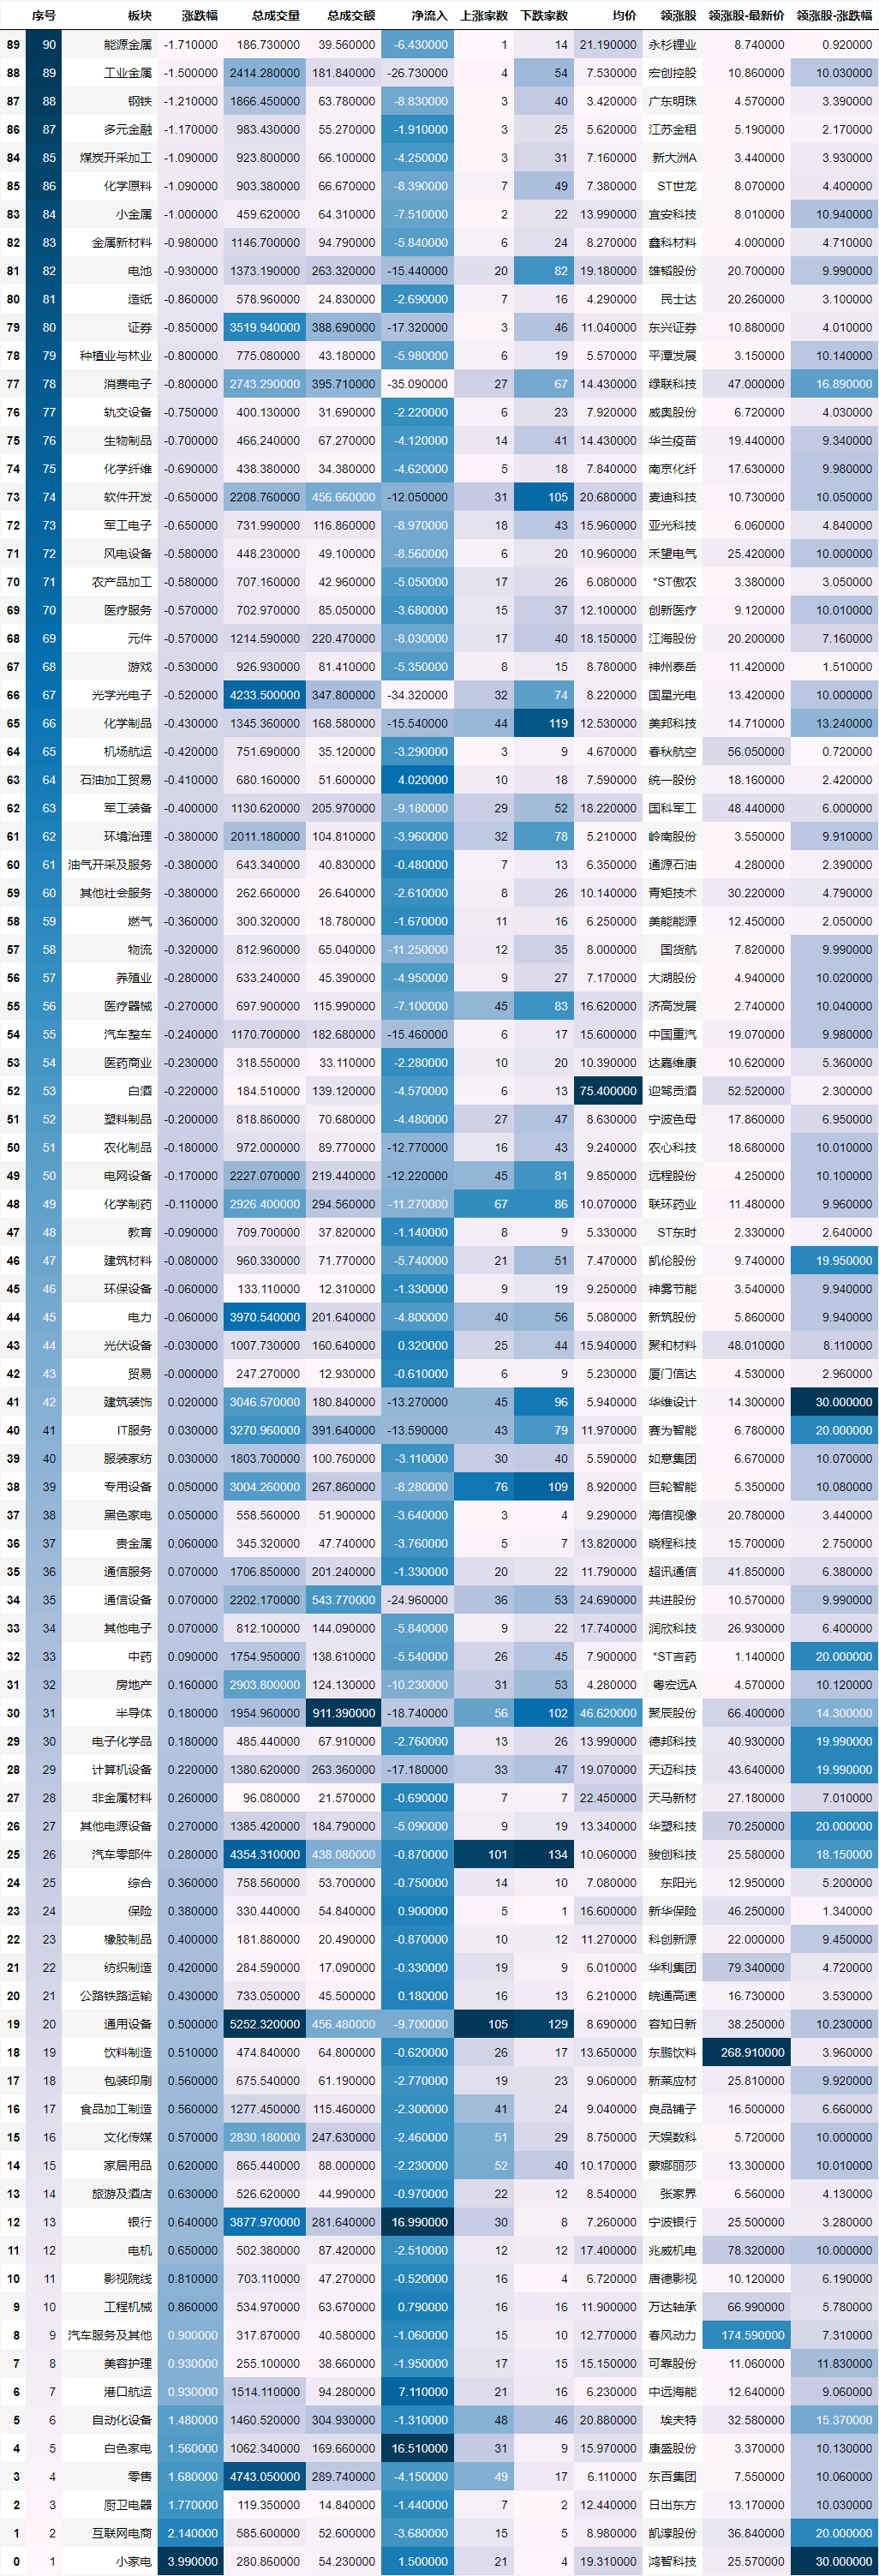 序号 板块 涨跌幅 总成交量 总成交额 净流入 上涨家数 下跌家数 均价 领涨股 领涨股-最新价 领涨股-涨跌幅
89 90 能源金属 -1.710000 186.730000 39.560000 -6.430000 1 14 21.190000 永杉锂业 8.740000 0.920000
88 89 工业金属 -1.500000 2414.280000 181.840000 -26.730000 4 54 7.530000 宏创控股 10.860000 10.030000
87 88 钢铁 -1.210000 1866.450000 63.780000 -8.830000 3 40 3.420000 广东明珠 4.570000 3.390000
86 87 多元金融 -1.170000 983.430000 55.270000 -1.910000 3 25 5.620000 江苏金租 5.190000 2.170000
84 85 煤炭开采加工 -1.090000 923.800000 66.100000 -4.250000 3 31 7.160000 新大洲A 3.440000 3.930000
85 86 化学原料 -1.090000 903.380000 66.670000 -8.390000 7 49 7.380000 ST世龙 8.070000 4.400000
83 84 小金属 -1.000000 459.620000 64.310000 -7.510000 2 22 13.990000 宜安科技 8.010000 10.940000
82 83 金属新材料 -0.980000 1146.700000 94.790000 -5.840000 6 24 8.270000 鑫科材料 4.000000 4.710000
81 82 电池 -0.930000 1373.190000 263.320000 -15.440000 20 82 19.180000 雄韬股份 20.700000 9.990000
80 81 造纸 -0.860000 578.960000 24.830000 -2.690000 7 16 4.290000 民士达 20.260000 3.100000
79 80 证券 -0.850000 3519.940000 388.690000 -17.320000 3 46 11.040000 东兴证券 10.880000 4.010000
78 79 种植业与林业 -0.800000 775.080000 43.180000 -5.980000 6 19 5.570000 平潭发展 3.150000 10.140000
77 78 消费电子 -0.800000 2743.290000 395.710000 -35.090000 27 67 14.430000 绿联科技 47.000000 16.890000
76 77 轨交设备 -0.750000 400.130000 31.690000 -2.220000 6 23 7.920000 威奥股份 6.720000 4.030000
75 76 生物制品 -0.700000 466.240000 67.270000 -4.120000 14 41 14.430000 华兰疫苗 19.440000 9.340000
74 75 化学纤维 -0.690000 438.380000 34.380000 -4.620000 5 18 7.840000 南京化纤 17.630000 9.980000
73 74 软件开发 -0.650000 2208.760000 456.660000 -12.050000 31 105 20.680000 麦迪科技 10.730000 10.050000
72 73 军工电子 -0.650000 731.990000 116.860000 -8.970000 18 43 15.960000 亚光科技 6.060000 4.840000
71 72 风电设备 -0.580000 448.230000 49.100000 -8.560000 6 20 10.960000 禾望电气 25.420000 10.000000
70 71 农产品加工 -0.580000 707.160000 42.960000 -5.050000 17 26 6.080000 *ST傲农 3.380000 3.050000
69 70 医疗服务 -0.570000 702.970000 85.050000 -3.680000 15 37 12.100000 创新医疗 9.120000 10.010000
68 69 元件 -0.570000 1214.590000 220.470000 -8.030000 17 40 18.150000 江海股份 20.200000 7.160000
67 68 游戏 -0.530000 926.930000 81.410000 -5.350000 8 15 8.780000 神州泰岳 11.420000 1.510000
66 67 光学光电子 -0.520000 4233.500000 347.800000 -34.320000 32 74 8.220000 国星光电 13.420000 10.000000
65 66 化学制品 -0.430000 1345.360000 168.580000 -15.540000 44 119 12.530000 美邦科技 14.710000 13.240000
64 65 机场航运 -0.420000 751.690000 35.120000 -3.290000 3 9 4.670000 春秋航空 56.050000 0.720000
63 64 石油加工贸易 -0.410000 680.160000 51.600000 4.020000 10 18 7.590000 统一股份 18.160000 2.420000
62 63 军工装备 -0.400000 1130.620000 205.970000 -9.180000 29 52 18.220000 国科军工 48.440000 6.000000
61 62 环境治理 -0.380000 2011.180000 104.810000 -3.960000 32 78 5.210000 岭南股份 3.550000 9.910000
60 61 油气开采及服务 -0.380000 643.340000 40.830000 -0.480000 7 13 6.350000 通源石油 4.280000 2.390000
59 60 其他社会服务 -0.380000 262.660000 26.640000 -2.610000 8 26 10.140000 青矩技术 30.220000 4.790000
58 59 燃气 -0.360000 300.320000 18.780000 -1.670000 11 16 6.250000 美能能源 12.450000 2.050000
57 58 物流 -0.320000 812.960000 65.040000 -11.250000 12 35 8.000000 国货航 7.820000 9.990000
56 57 养殖业 -0.280000 633.240000 45.390000 -4.950000 9 27 7.170000 大湖股份 4.940000 10.020000
55 56 医疗器械 -0.270000 697.900000 115.990000 -7.100000 45 83 16.620000 济高发展 2.740000 10.040000
54 55 汽车整车 -0.240000 1170.700000 182.680000 -15.460000 6 17 15.600000 中国重汽 19.070000 9.980000
53 54 医药商业 -0.230000 318.550000 33.110000 -2.280000 10 20 10.390000 达嘉维康 10.620000 5.360000
52 53 白酒 -0.220000 184.510000 139.120000 -4.570000 6 13 75.400000 迎驾贡酒 52.520000 2.300000
51 52 塑料制品 -0.200000 818.860000 70.680000 -4.480000 27 47 8.630000 宁波色母 17.860000 6.950000
50 51 农化制品 -0.180000 972.000000 89.770000 -12.770000 16 43 9.240000 农心科技 18.680000 10.010000
49 50 电网设备 -0.170000 2227.070000 219.440000 -12.220000 45 81 9.850000 远程股份 4.250000 10.100000
48 49 化学制药 -0.110000 2926.400000 294.560000 -11.270000 67 86 10.070000 联环药业 11.480000 9.960000
47 48 教育 -0.090000 709.700000 37.820000 -1.140000 8 9 5.330000 ST东时 2.330000 2.640000
46 47 建筑材料 -0.080000 960.330000 71.770000 -5.740000 21 51 7.470000 凯伦股份 9.740000 19.950000
45 46 环保设备 -0.060000 133.110000 12.310000 -1.330000 9 19 9.250000 神雾节能 3.540000 9.940000
44 45 电力 -0.060000 3970.540000 201.640000 -4.800000 40 56 5.080000 新筑股份 5.860000 9.940000
43 44 光伏设备 -0.030000 1007.730000 160.640000 0.320000 25 44 15.940000 聚和材料 48.010000 8.110000
42 43 贸易 -0.000000 247.270000 12.930000 -0.610000 6 9 5.230000 厦门信达 4.530000 2.960000
41 42 建筑装饰 0.020000 3046.570000 180.840000 -13.270000 45 96 5.940000 华维设计 14.300000 30.000000
40 41 IT服务 0.030000 3270.960000 391.640000 -13.590000 43 79 11.970000 赛为智能 6.780000 20.000000
39 40 服装家纺 0.030000 1803.700000 100.760000 -3.110000 30 40 5.590000 如意集团 6.670000 10.070000
38 39 专用设备 0.050000 3004.260000 267.860000 -8.280000 76 109 8.920000 巨轮智能 5.350000 10.080000
37 38 黑色家电 0.050000 558.560000 51.900000 -3.640000 3 4 9.290000 海信视像 20.780000 3.440000
36 37 贵金属 0.060000 345.320000 47.740000 -3.760000 5 7 13.820000 晓程科技 15.700000 2.750000
35 36 通信服务 0.070000 1706.850000 201.240000 -1.330000 20 22 11.790000 超讯通信 41.850000 6.380000
34 35 通信设备 0.070000 2202.170000 543.770000 -24.960000 36 53 24.690000 共进股份 10.570000 9.990000
33 34 其他电子 0.070000 812.100000 144.090000 -5.840000 9 22 17.740000 润欣科技 26.930000 6.400000
32 33 中药 0.090000 1754.950000 138.610000 -5.540000 26 45 7.900000 *ST吉药 1.140000 20.000000
31 32 房地产 0.160000 2903.800000 124.130000 -10.230000 31 53 4.280000 粤宏远A 4.570000 10.120000
30 31 半导体 0.180000 1954.960000 911.390000 -18.740000 56 102 46.620000 聚辰股份 66.400000 14.300000
29 30 电子化学品 0.180000 485.440000 67.910000 -2.760000 13 26 13.990000 德邦科技 40.930000 19.990000
28 29 计算机设备 0.220000 1380.620000 263.360000 -17.180000 33 47 19.070000 天迈科技 43.640000 19.990000
27 28 非金属材料 0.260000 96.080000 21.570000 -0.690000 7 7 22.450000 天马新材 27.180000 7.010000
26 27 其他电源设备 0.270000 1385.420000 184.790000 -5.090000 9 19 13.340000 华塑科技 70.250000 20.000000
25 26 汽车零部件 0.280000 4354.310000 438.080000 -0.870000 101 134 10.060000 骏创科技 25.580000 18.150000
24 25 综合 0.360000 758.560000 53.700000 -0.750000 14 10 7.080000 东阳光 12.950000 5.200000
23 24 保险 0.380000 330.440000 54.840000 0.900000 5 1 16.600000 新华保险 46.250000 1.340000
22 23 橡胶制品 0.400000 181.880000 20.490000 -0.870000 10 12 11.270000 科创新源 22.000000 9.450000
21 22 纺织制造 0.420000 284.590000 17.090000 -0.330000 19 9 6.010000 华利集团 79.340000 4.720000
20 21 公路铁路运输 0.430000 733.050000 45.500000 0.180000 16 13 6.210000 皖通高速 16.730000 3.530000
19 20 通用设备 0.500000 5252.320000 456.480000 -9.700000 105 129 8.690000 容知日新 38.250000 10.230000
18 19 饮料制造 0.510000 474.840000 64.800000 -0.620000 26 17 13.650000 东鹏饮料 268.910000 3.960000
17 18 包装印刷 0.560000 675.540000 61.190000 -2.770000 19 23 9.060000 新莱应材 25.810000 9.920000
16 17 食品加工制造 0.560000 1277.450000 115.460000 -2.300000 41 24 9.040000 良品铺子 16.500000 6.660000
15 16 文化传媒 0.570000 2830.180000 247.630000 -2.460000 51 29 8.750000 天娱数科 5.720000 10.000000
14 15 家居用品 0.620000 865.440000 88.000000 -2.230000 52 40 10.170000 蒙娜丽莎 13.300000 10.010000
13 14 旅游及酒店 0.630000 526.620000 44.990000 -0.970000 22 12 8.540000 张家界 6.560000 4.130000
12 13 银行 0.640000 3877.970000 281.640000 16.990000 30 8 7.260000 宁波银行 25.500000 3.280000
11 12 电机 0.650000 502.380000 87.420000 -2.510000 12 12 17.400000 兆威机电 78.320000 10.000000
10 11 影视院线 0.810000 703.110000 47.270000 -0.520000 16 4 6.720000 唐德影视 10.120000 6.190000
9 10 工程机械 0.860000 534.970000 63.670000 0.790000 16 16 11.900000 万达轴承 66.990000 5.780000
8 9 汽车服务及其他 0.900000 317.870000 40.580000 -1.060000 15 10 12.770000 春风动力 174.590000 7.310000
7 8 美容护理 0.930000 255.100000 38.660000 -1.950000 17 15 15.150000 可靠股份 11.060000 11.830000
6 7 港口航运 0.930000 1514.110000 94.280000 7.110000 21 16 6.230000 中远海能 12.640000 9.060000
5 6 自动化设备 1.480000 1460.520000 304.930000 -1.310000 48 46 20.880000 埃夫特 32.580000 15.370000
4 5 白色家电 1.560000 1062.340000 169.660000 16.510000 31 9 15.970000 康盛股份 3.370000 10.130000
3 4 零售 1.680000 4743.050000 289.740000 -4.150000 49 17 6.110000 东百集团 7.550000 10.060000
2 3 厨卫电器 1.770000 119.350000 14.840000 -1.440000 7 2 12.440000 日出东方 13.170000 10.030000
1 2 互联网电商 2.140000 585.600000 52.600000 -3.680000 15 5 8.980000 凯淳股份 36.840000 20.000000
0 1 小家电 3.990000 280.860000 54.230000 1.500000 21 4 19.310000 鸿智科技 25.570000 30.000000